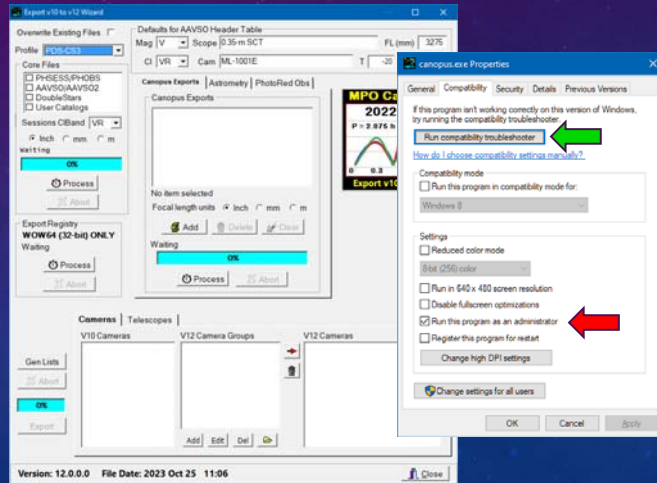 Export v10 to v12 Wizard
Overwrite Existing Files
Profile PDS-CS3
Core Files
PHSESS/PHOBS
AAVSO/AAVSO2
DoubleStars
User Catalogs
Sessions CIBand VR
Inch mm m
Waiting
0%
Process
Abort
Export Registry
WOW64 (32-bit) ONLY
Waiting
Process
Abort
Defaults for AAVSO Header Table
Mag V Scope 0.35-m SCT FL (mm) 3275
CI VR Cam ML-1001E T -20
Canopus Exports Astrometry PhotoRed Obs
Canopus Exports
No item selected
Focal length units Inch mm m
Add Delete Clear
Waiting
0%
Process Abort
MPO Ca
2022
P = 2.875 h
0 0.3
Export v10
Cameras Telescopes
V10 Cameras V12 Camera Groups V12 Cameras
Gen Lists
Abort
0%
Export
Add Edit Del
Version: 12.0.0.0 File Date: 2023 Oct 25 11:06
Close
canopus.exe Properties
General Compatibility Security Details Previous Versions
If this program isn't working correctly on this version of Windows,
try running the compatibility troubleshooter.
Run compatibility troubleshooter
How do I choose compatibility settings manually?
Compatibility mode
Run this program in compatibility mode for:
Windows 8
Settings
Reduced color mode
8-bit (256) color
Run in 640 x 480 screen resolution
Disable fullscreen optimizations
Run this program as an administrator
Register this program for restart
Change high DPI settings
Change settings for all users
OK Cancel Apply